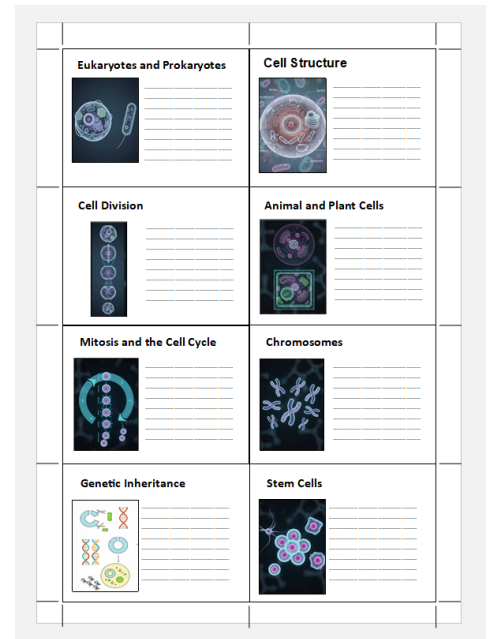 Eukaryotes and Prokaryotes
Cell Structure
Cell Division
Animal and Plant Cells
Mitosis and the Cell Cycle
Chromosomes
Genetic Inheritance
Stem Cells